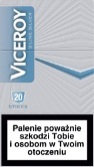 VICEROY
20
Palenie poważnie
szkodzi Tobie
i osobom w Twoim
otoczeniu